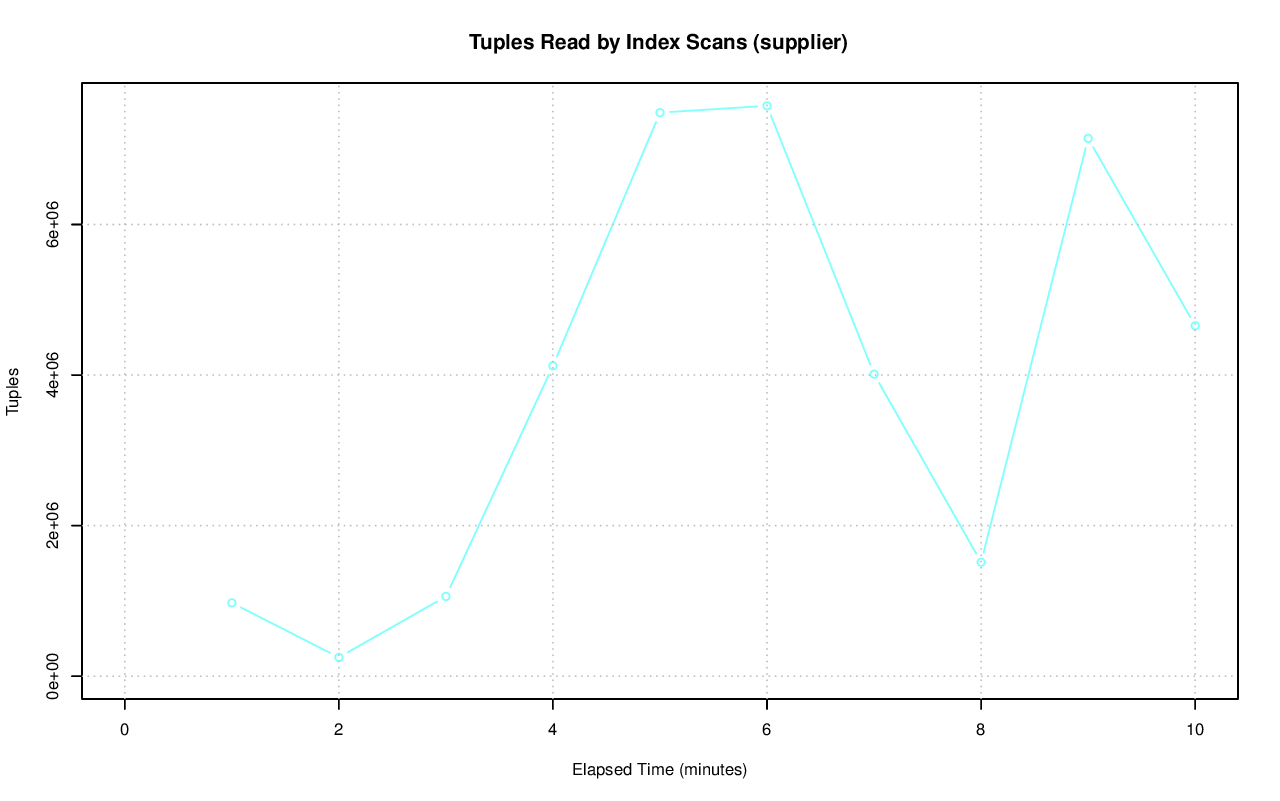 Tuples Read by Index Scans (supplier)
Tuples
6e+06
4e+06
2e+06
0e+00
0 2 4 6 8 10
Elapsed Time (minutes)